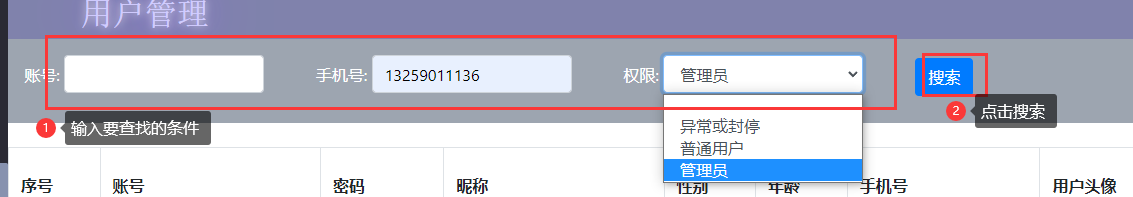 用户管理
账号: 手机号: 13259011136 权限: 管理员 搜索
1 输入要查找的条件
2 点击搜索
异常或封停
普通用户
管理员
序号 账号 密码 昵称 性别 年龄 手机号 用户头像